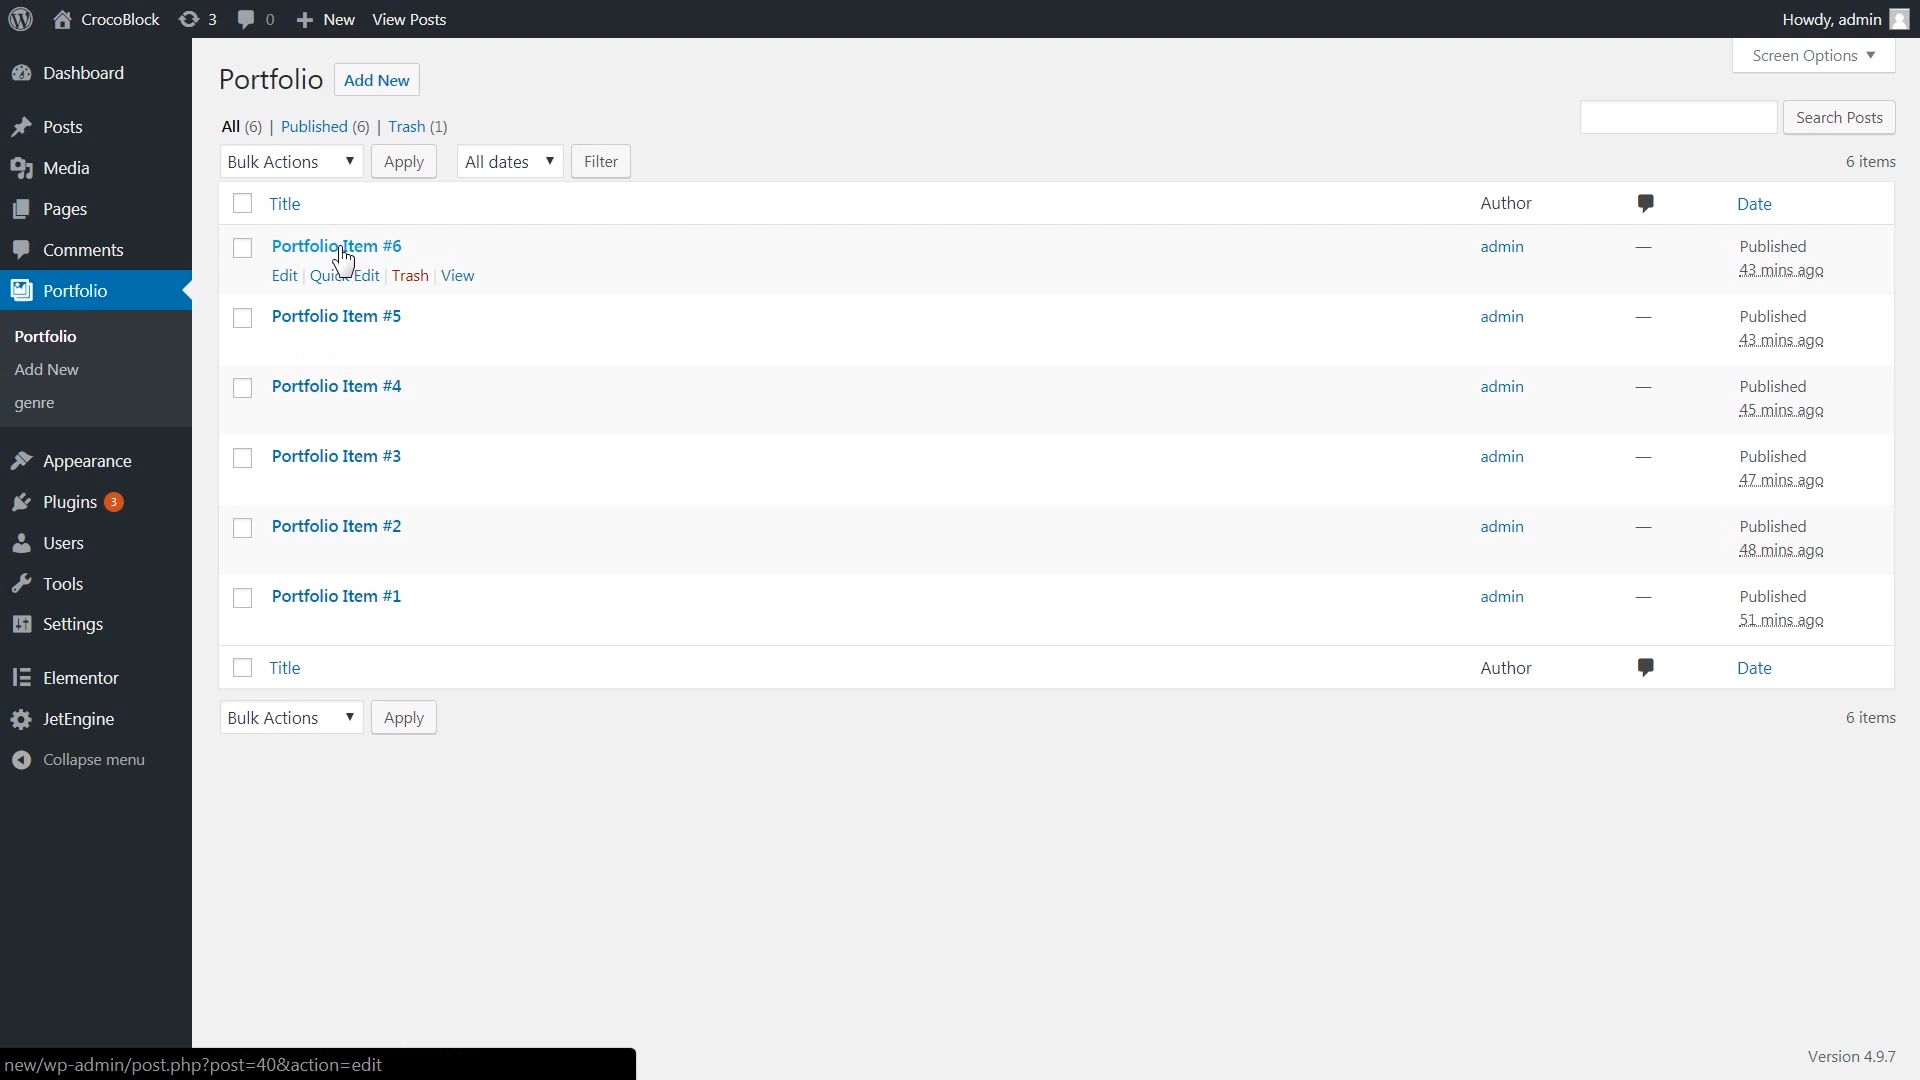 CrocoBlock 3 0 New View Posts Howdy, admin
Dashboard
Posts
Media
Pages
Comments
Portfolio
Portfolio
Add New
genre
Appearance
Plugins 3
Users
Tools
Settings
Elementor
JetEngine
Collapse menu
Screen Options ▼
Portfolio Add New
All (6) | Published (6) | Trash (1)
Search Posts
Bulk Actions ▼ Apply All dates ▼ Filter 6 items
Title Author Date
Portfolio Item #6 admin — Published
Edit | Quick Edit | Trash | View 43 mins ago
Portfolio Item #5 admin — Published
43 mins ago
Portfolio Item #4 admin — Published
45 mins ago
Portfolio Item #3 admin — Published
47 mins ago
Portfolio Item #2 admin — Published
48 mins ago
Portfolio Item #1 admin — Published
51 mins ago
Title Author Date
Bulk Actions ▼ Apply 6 items
Version 4.9.7
new/wp-admin/post.php?post=40&action=edit